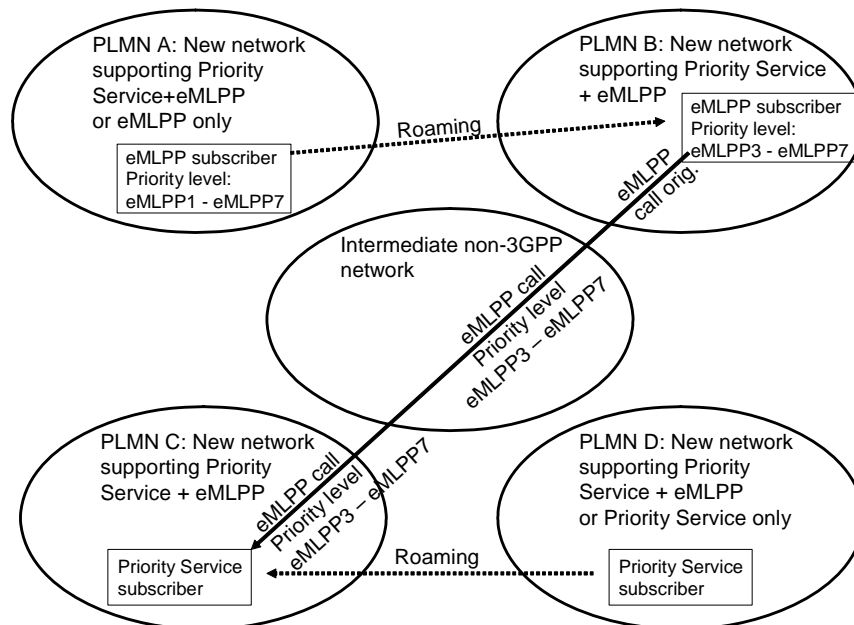 PLMN A: New network
supporting Priority
Service+eMLPP
or eMLPP only
eMLPP subscriber
Priority level:
eMLPP1 - eMLPP7
Roaming
PLMN B: New network
supporting Priority Service
+ eMLPP
eMLPP subscriber
Priority level:
eMLPP3 - eMLPP7
eMLPP
call orig.
Intermediate non-3GPP
network
eMLPP call
Priority level
eMLPP3 – eMLPP7
PLMN C: New network
supporting Priority
Service + eMLPP
eMLPP call
Priority level
eMLPP3 – eMLPP7
Priority Service
subscriber
Roaming
PLMN D: New network
supporting Priority
Service + eMLPP
or Priority Service only
Priority Service
subscriber